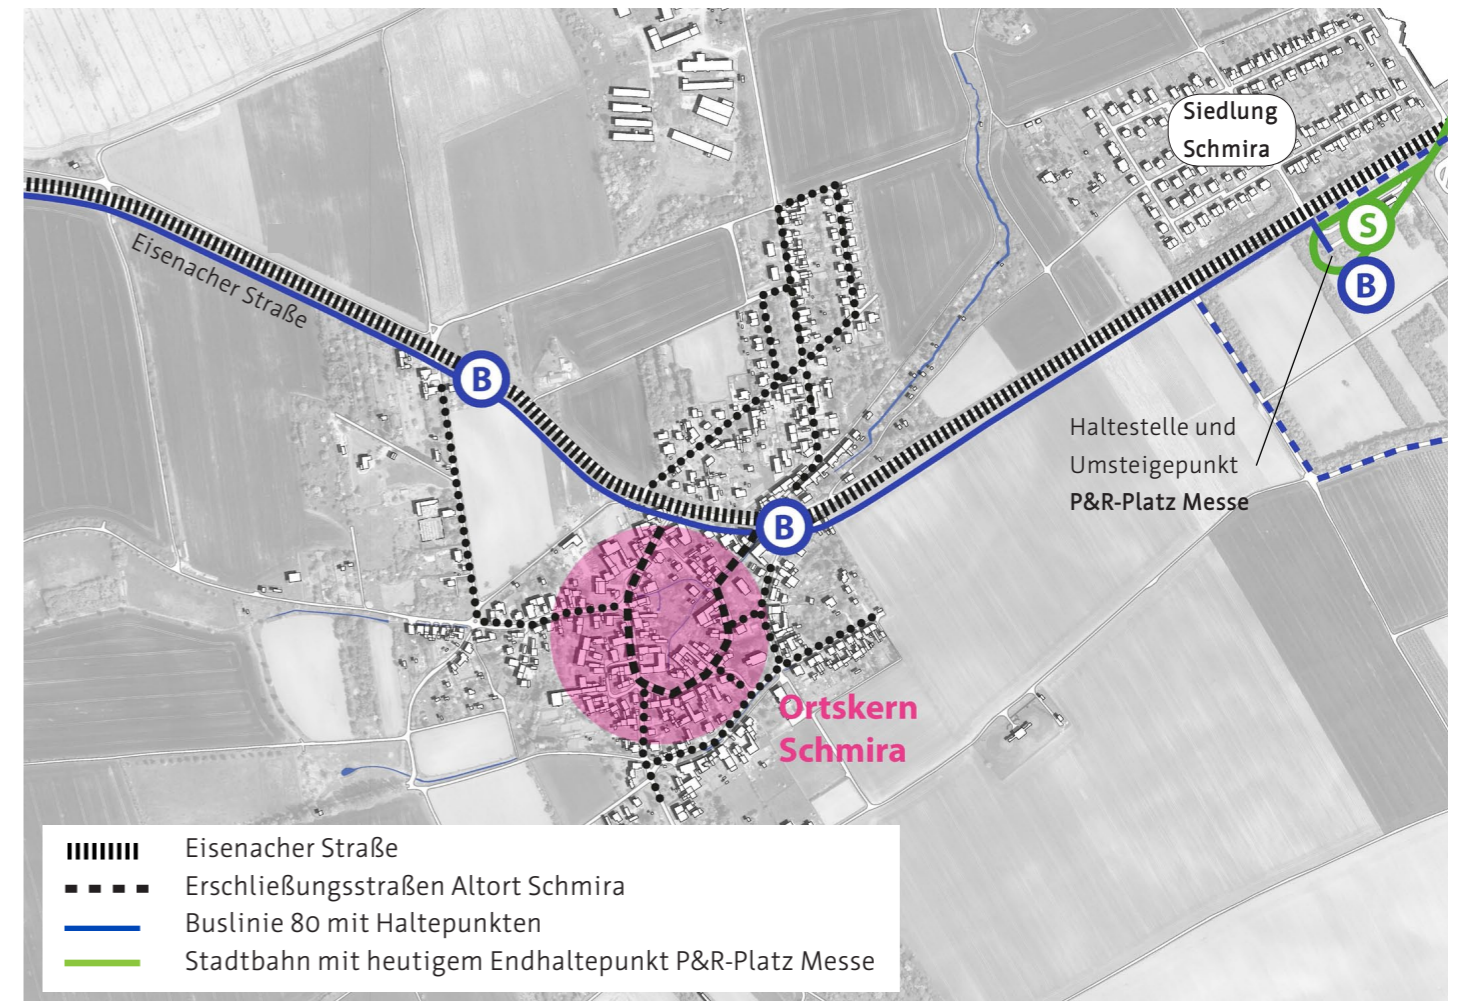 Siedlung
Schmira
S
B
Eisenacher Straße
B
Haltestelle und
Umsteigepunkt
P&R-Platz Messe
B
Ortskern
Schmira
Eisenacher Straße
Erschließungsstraßen Altort Schmira
Buslinie 80 mit Haltepunkten
Stadtbahn mit heutigem Endhaltepunkt P&R-Platz Messe